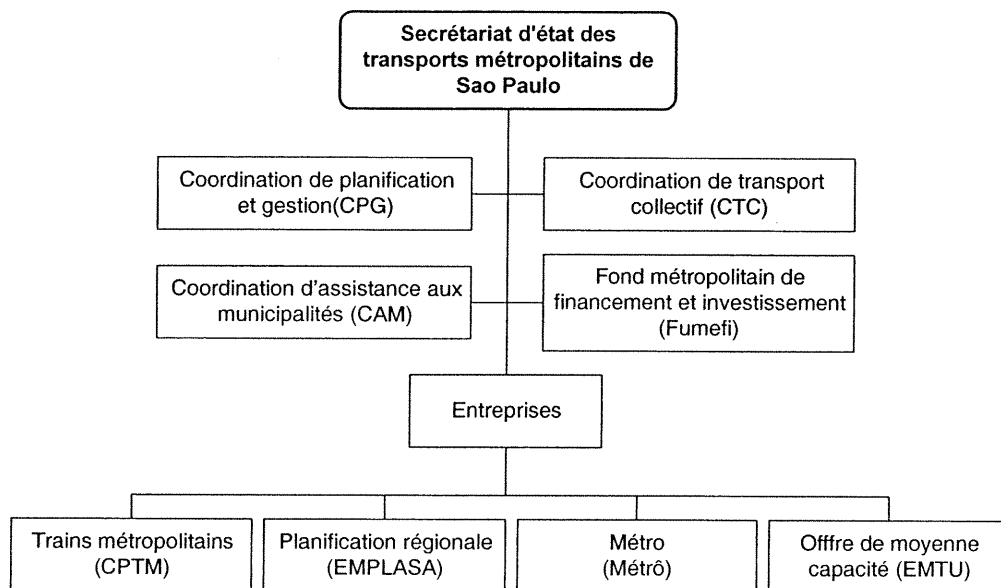 Secrétariat d'état des
transports métropolitains de
Sao Paulo
Coordination de planification
et gestion(CPG)
Coordination de transport
collectif (CTC)
Coordination d'assistance aux
municipalités (CAM)
Fond métropolitain de
financement et investissement
(Fumefi)
Entreprises
Trains métropolitains
(CPTM)
Planification régionale
(EMPLASA)
Métro
(Métrô)
Offfre de moyenne
capacité (EMTU)